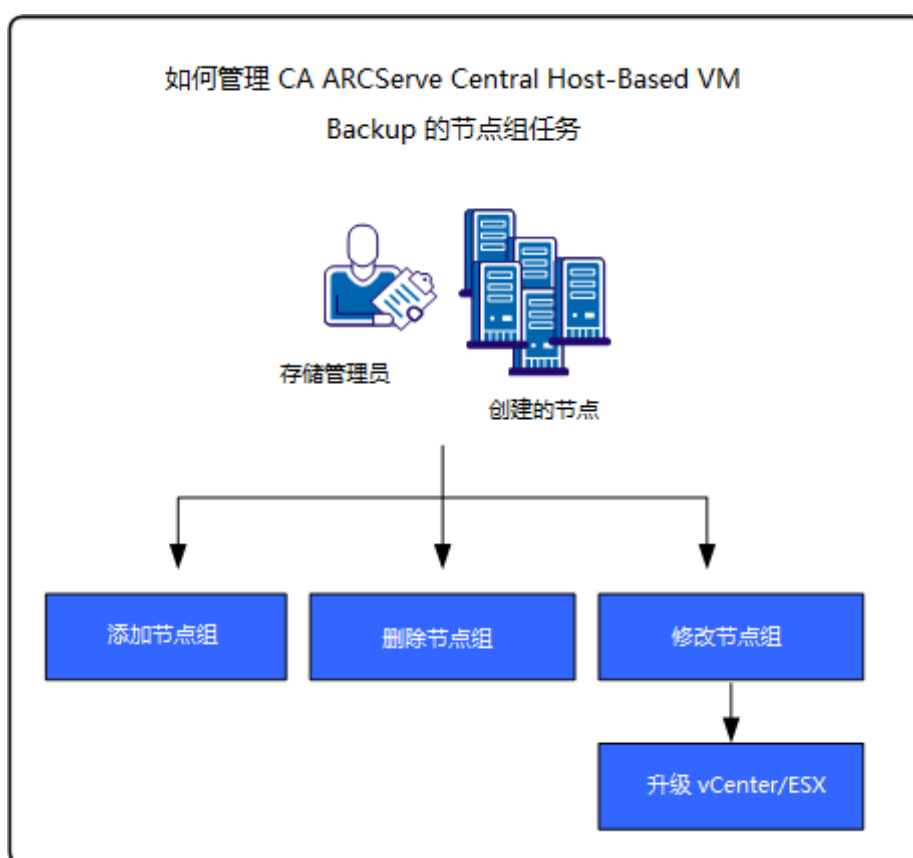 如何管理 CA ARCServe Central Host-Based VM
Backup 的节点组任务
存储管理员
创建的节点
添加节点组
删除节点组
修改节点组
升级 vCenter/ESX